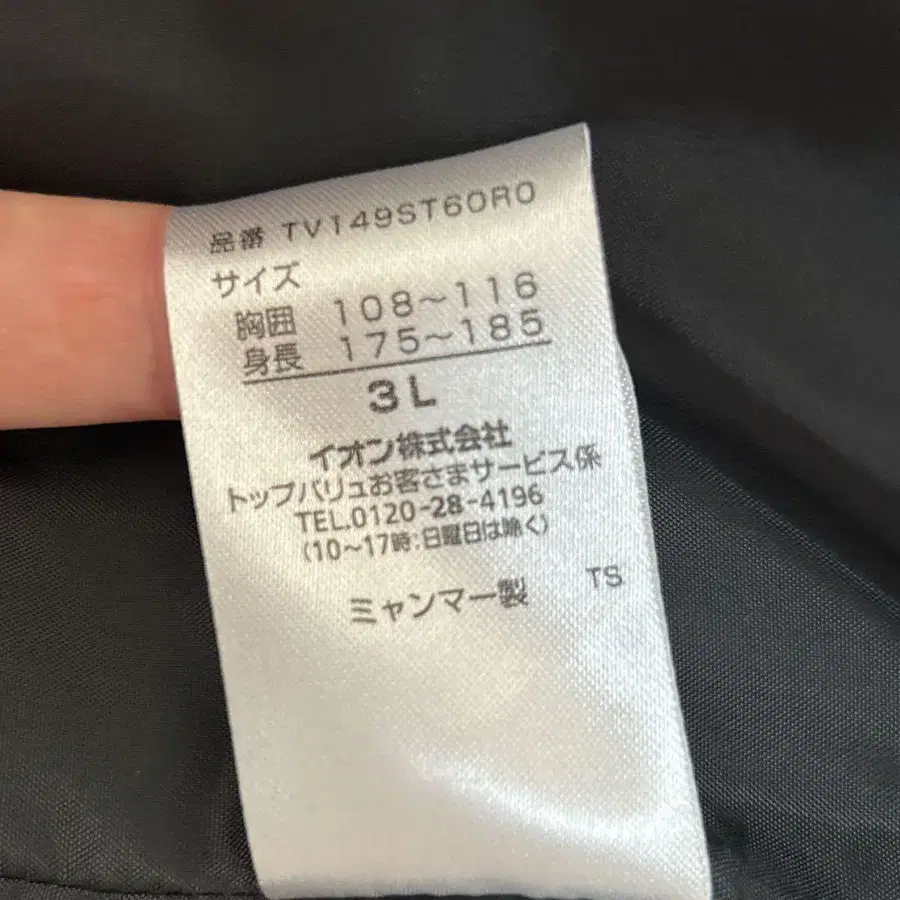 品番 TV149ST60R0
サイズ
胸囲 108～116
身長 175～185
3L
イオン株式会社
トップバリュお客さまサービス係
TEL.0120-28-4196
(10～17時:日曜日は除く)
ミャンマー製 TS